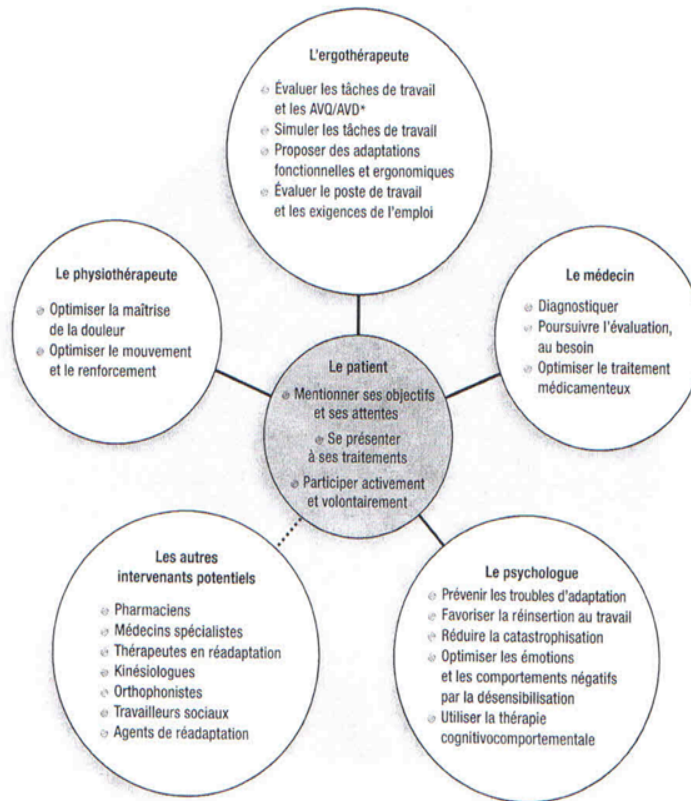 L'ergothérapeute
Évaluer les tâches de travail
et les AVQ/AVD*
Simuler les tâches de travail
Proposer des adaptations
fonctionnelles et ergonomiques
Évaluer le poste de travail
et les exigences de l'emploi
Le physiothérapeute
Optimiser la maîtrise
de la douleur
Optimiser le mouvement
et le renforcement
Le médecin
Diagnostiquer
Poursuivre l'évaluation,
au besoin
Optimiser le traitement
médicamenteux
Le patient
Mentionner ses objectifs
et ses attentes
Se présenter
à ses traitements
Participer activement
et volontairement
Les autres
intervenants potentiels
Pharmaciens
Médecins spécialistes
Thérapeutes en réadaptation
Kinésiologues
Orthophonistes
Travailleurs sociaux
Agents de réadaptation
Le psychologue
Prévenir les troubles d'adaptation
Favoriser la réinsertion au travail
Réduire la catastrophisation
Optimiser les émotions
et les comportements négatifs
par la désensibilisation
Utiliser la thérapie
cognitivocomportementale